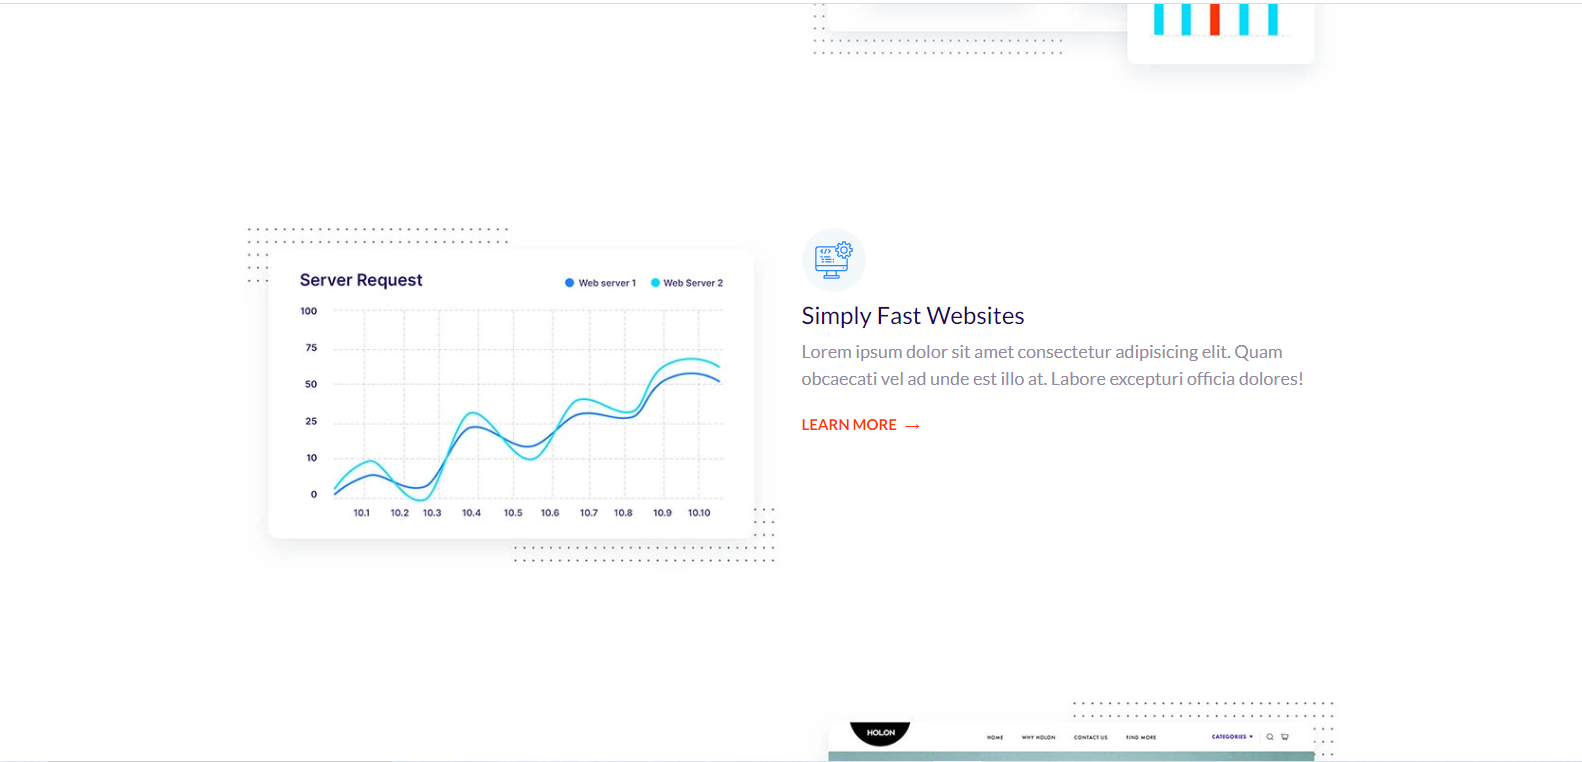 Server Request
Web server 1
Web Server 2
100
75
50
25
10
0
10.1 10.2 10.3 10.4 10.5 10.6 10.7 10.8 10.9 10.10
Simply Fast Websites
Lorem ipsum dolor sit amet consectetur adipisicing elit. Quam
obcaecati vel ad unde est illo at. Labore excepturi officia dolores!
LEARN MORE →
HOLON
HOME WHY HOLON CONTACT US FIND MORE CATEGORIES